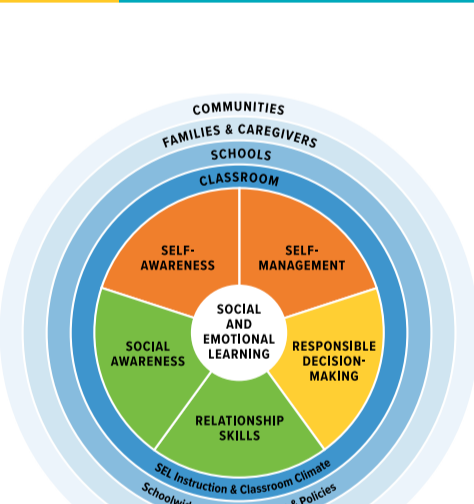 COMMUNITIES
FAMILIES & CAREGIVERS
SCHOOLS
CLASSROOM
SELF-
AWARENESS
SELF-
MANAGEMENT
SOCIAL
AND
EMOTIONAL
LEARNING
SOCIAL
AWARENESS
RESPONSIBLE
DECISION-
MAKING
RELATIONSHIP
SKILLS
SEL Instruction & Classroom Climate
& Policies